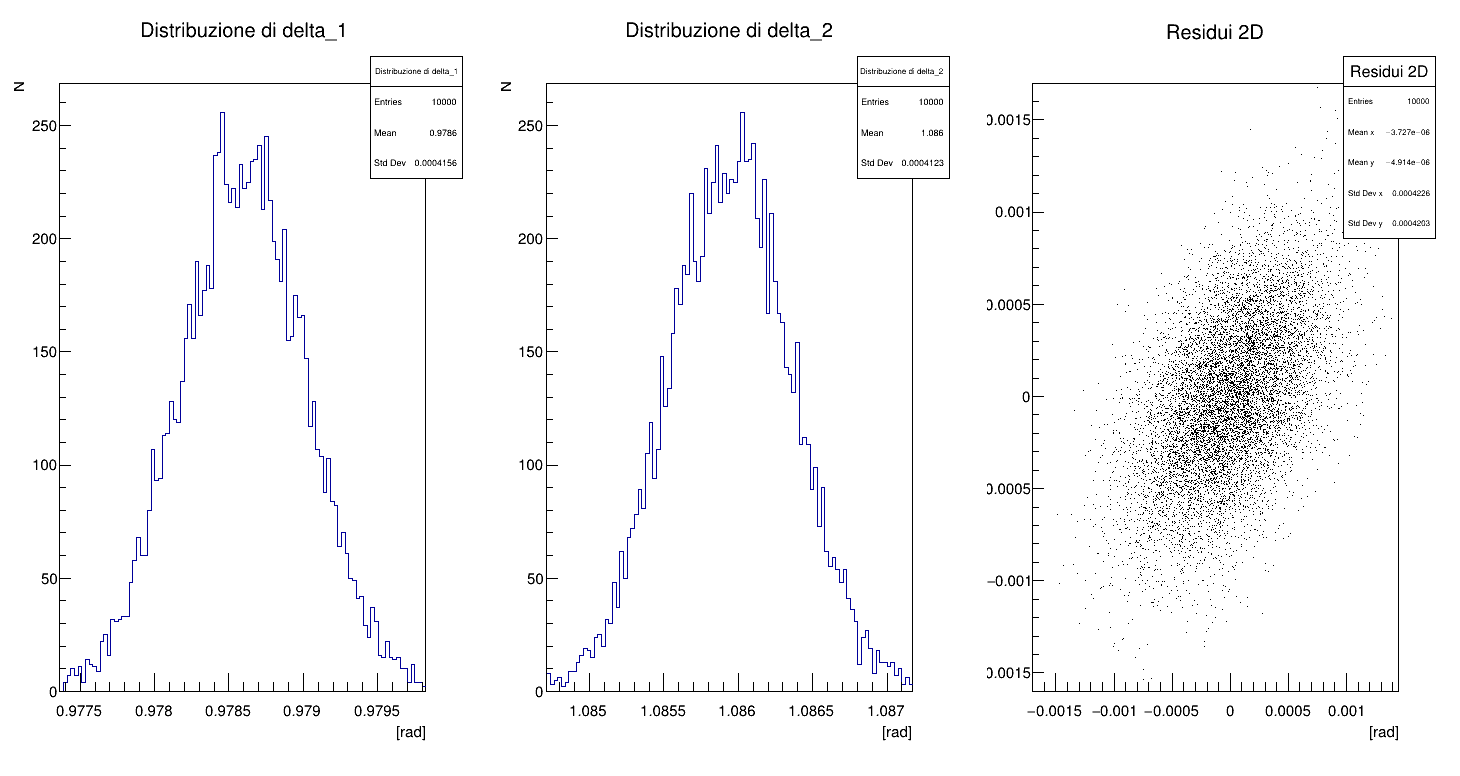 Distribuzione di delta_1
N
Distribuzione di delta_1
Entries 10000
Mean 0.9786
Std Dev 0.0004156
250
200
150
100
50
0
0.9775 0.978 0.9785 0.979 0.9795
[rad]
Distribuzione di delta_2
N
Distribuzione di delta_2
Entries 10000
Mean 1.086
Std Dev 0.0004123
250
200
150
100
50
0
1.085 1.0855 1.086 1.0865 1.087
[rad]
Residui 2D
Residui 2D
Entries 10000
Mean x −3.727e−06
Mean y −4.914e−06
Std Dev x 0.0004226
Std Dev y 0.0004203
0.0015
0.001
0.0005
0
0.0005
−0.001
0.0015
−0.0015 −0.001 −0.0005 0 0.0005 0.001
[rad]